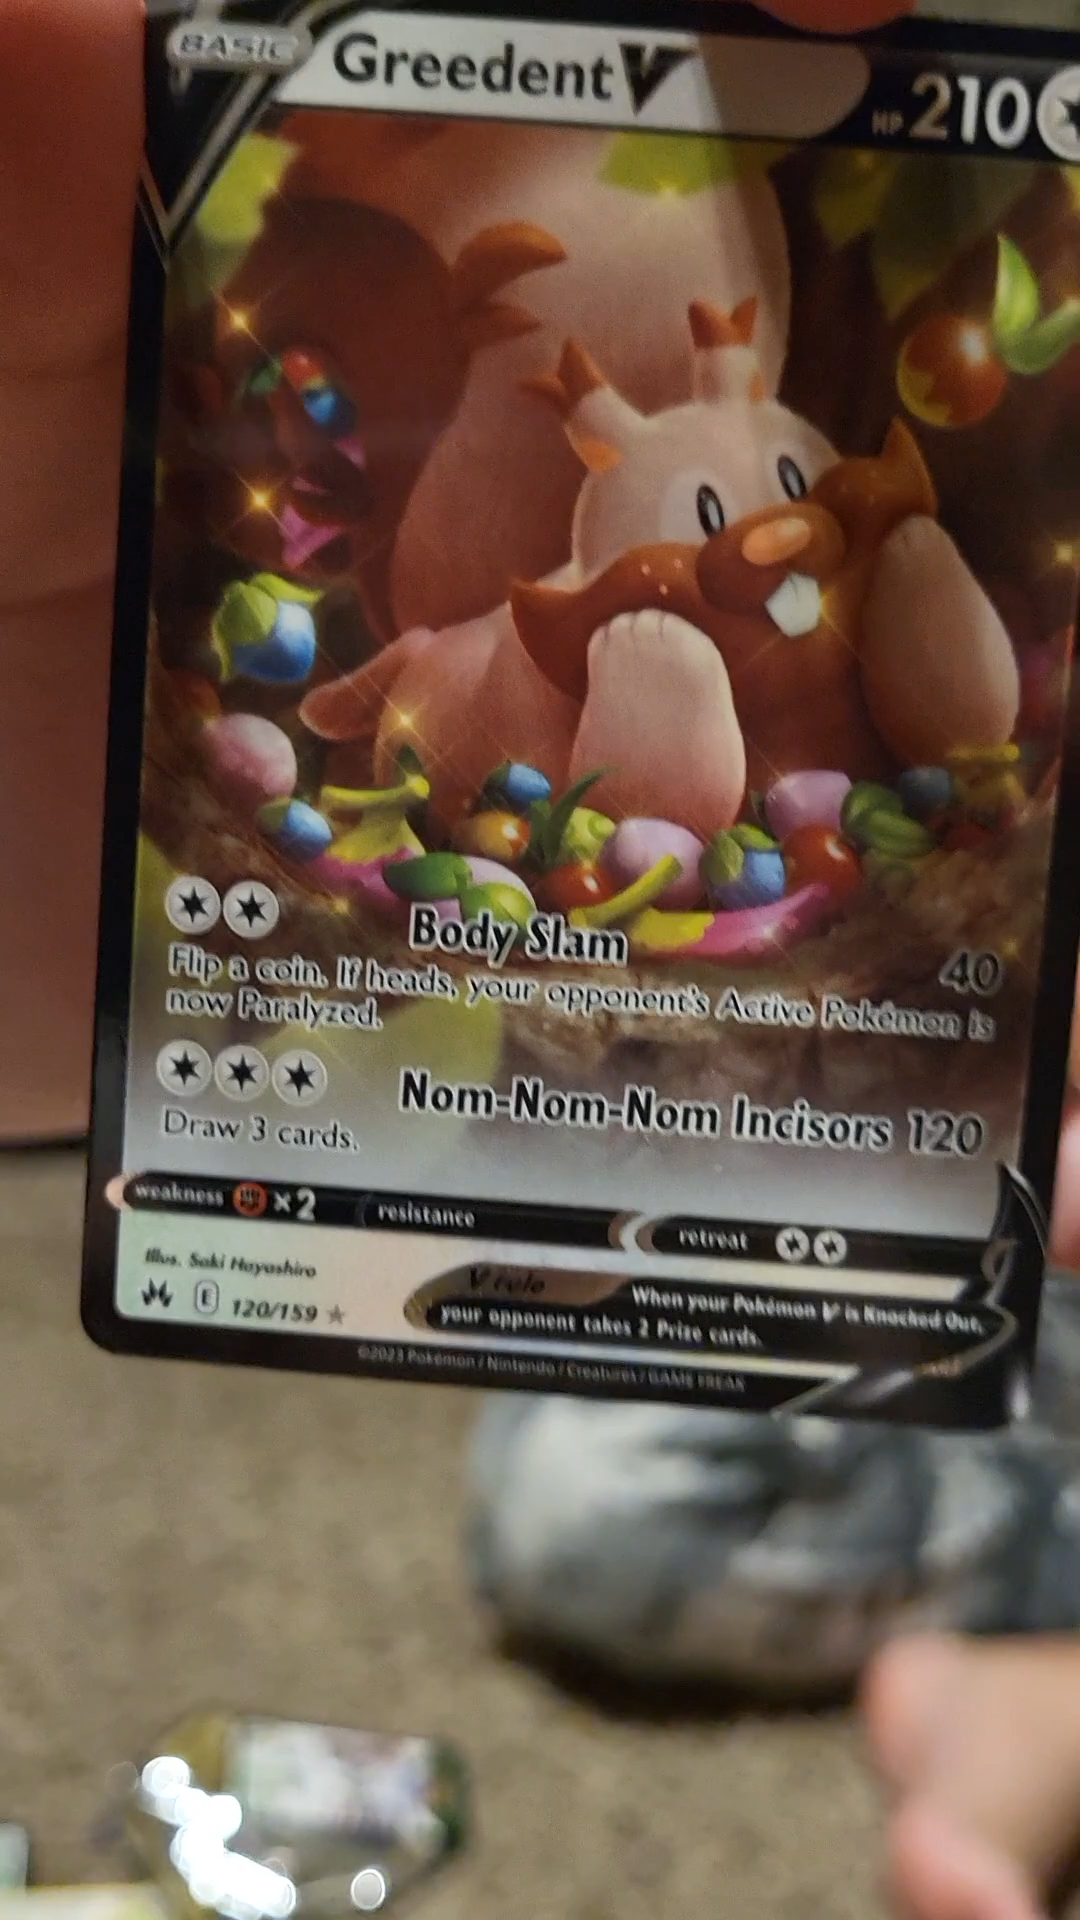 BASIC Greedent V HP 210
Body Slam 40
Flip a coin. If heads, your opponent's Active Pokémon is
now Paralyzed.
Nom-Nom-Nom Incisors 120
Draw 3 cards.
weakness ×2 resistance retreat
Illus. Saki Hayashiro
V rule When your Pokémon V is Knocked Out,
E 120/159 your opponent takes 2 Prize cards.
©2023 Pokémon / Nintendo / Creatures / GAME FREAK